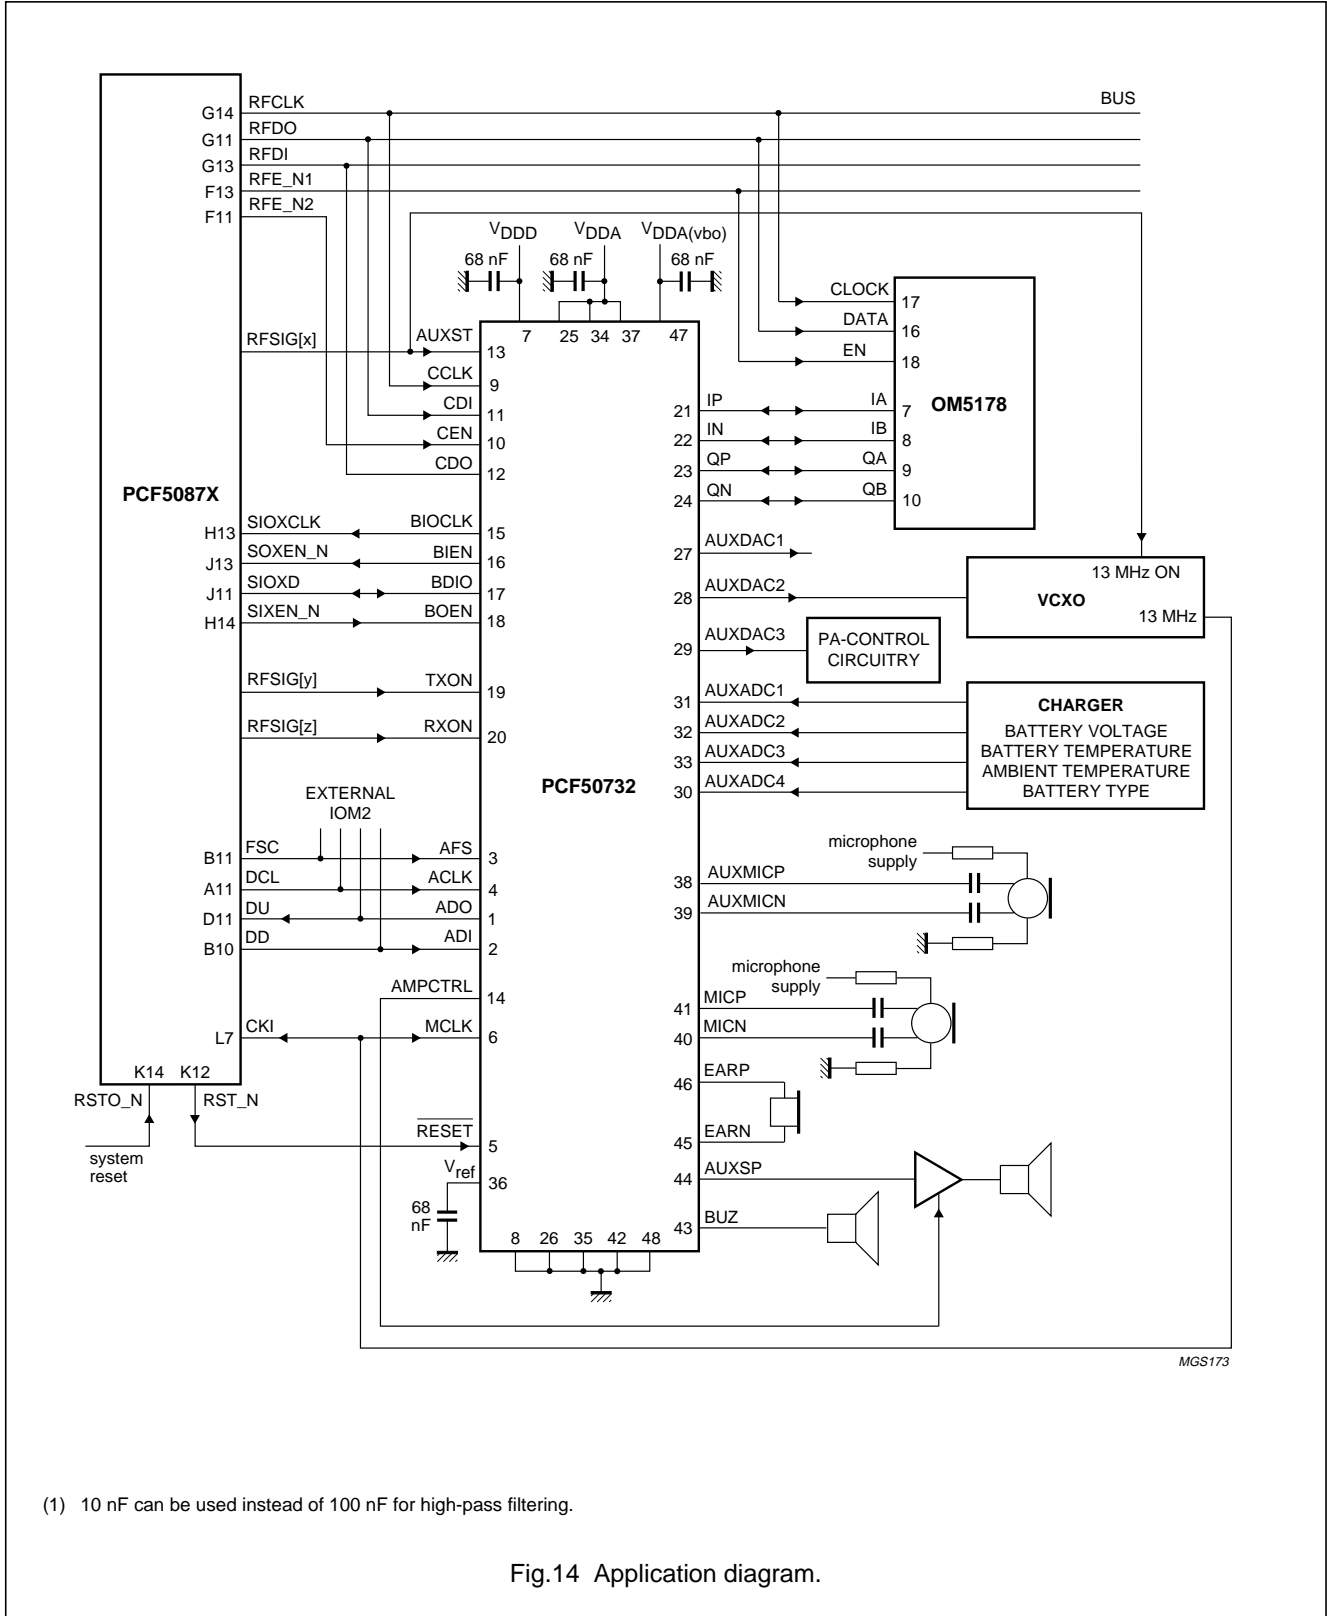 BUS
G14 RFCLK
G11 RFDO
G13 RFDI
F13 RFE_N1
F11 RFE_N2
VDDD
VDDA
VDDA(vbo)
68 nF
68 nF
68 nF
7 25 34 37 47
RFSIG[x] AUXST 13
CCLK 9
CDI 11
CEN 10
CDO 12
PCF5087X
H13 SIOXCLK BIOCLK 15
J13 SOXEN_N BIEN 16
J11 SIOXD BDIO 17
H14 SIXEN_N BOEN 18
RFSIG[y] TXON 19
RFSIG[z] RXON 20
EXTERNAL
IOM2
B11 FSC AFS 3
A11 DCL ACLK 4
D11 DU ADO 1
B10 DD ADI 2
AMPCTRL 14
L7 CKI MCLK 6
K14 K12
RSTO_N RST_N
system
reset
RESET 5
Vref 36
68
nF
8 26 35 42 48
PCF50732
CLOCK 17
DATA 16
EN 18
OM5178
21 IP IA 7
22 IN IB 8
23 QP QA 9
24 QN QB 10
27 AUXDAC1
28 AUXDAC2
13 MHz ON
VCXO
13 MHz
29 AUXDAC3
PA-CONTROL
CIRCUITRY
31 AUXADC1
32 AUXADC2
33 AUXADC3
30 AUXADC4
CHARGER
BATTERY VOLTAGE
BATTERY TEMPERATURE
AMBIENT TEMPERATURE
BATTERY TYPE
microphone
supply
38 AUXMICP
39 AUXMICN
microphone
supply
41 MICP
40 MICN
46 EARP
45 EARN
44 AUXSP
43 BUZ
MGS173
(1) 10 nF can be used instead of 100 nF for high-pass filtering.
Fig.14 Application diagram.